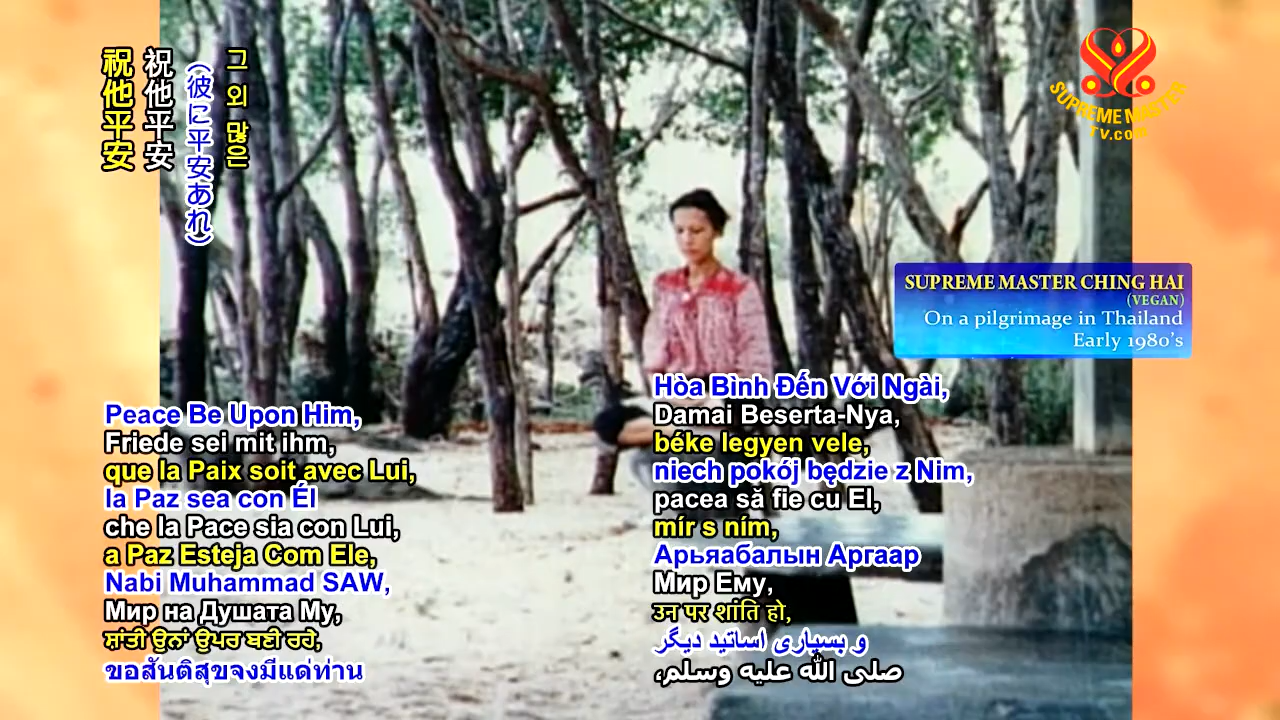 그 외 많은
(彼に平安あれ)
祝他平安
祝他平安
SUPREME MASTER
Tv.com
SUPREME MASTER CHING HAI
(VEGAN)
On a pilgrimage in Thailand
Early 1980's
Peace Be Upon Him,
Friede sei mit ihm,
que la Paix soit avec Lui,
la Paz sea con Él
che la Pace sia con Lui,
a Paz Esteja Com Ele,
Nabi Muhammad SAW,
Мир на Душата Му,
ਸ਼ਾਂਤੀ ਉਨਾਂ ਉਪਰ ਬਣੀ ਰਹੇ,
ขอสันติสุขจงมีแด่ท่าน
Hòa Bình Đến Với Ngài,
Damai Beserta-Nya,
béke legyen vele,
niech pokój będzie z Nim,
pacea să fie cu El,
mír s ním,
Арьяабалын Аргаар
Мир Ему,
उन पर शांति हो,
و بسیاری اساتید دیگر
صلى الله عليه وسلم،